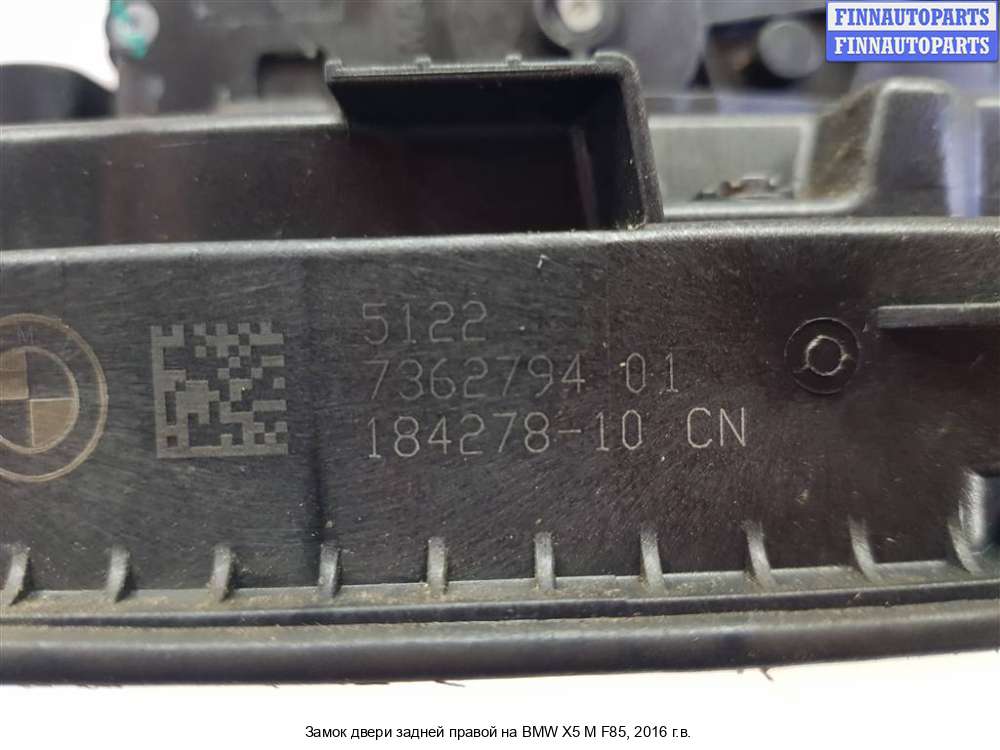 FINNAUTOPARTS
FINNAUTOPARTS
5122
7362794 01
184278-10 CN
Замок двери задней правой на BMW X5 M F85, 2016 г.в.